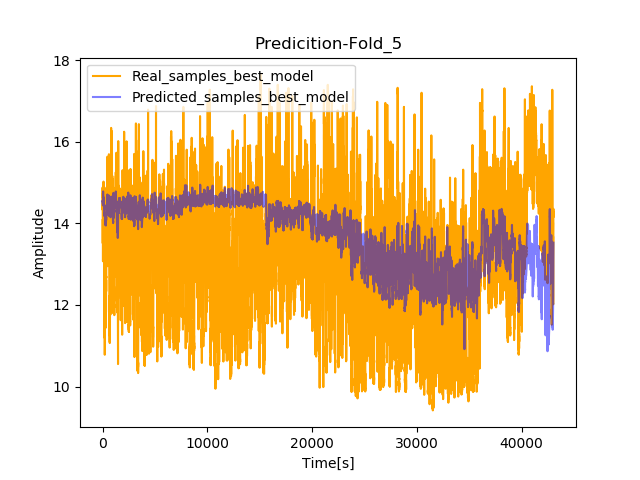 Predicition-Fold_5
Real_samples_best_model
Predicted_samples_best_model
18
16
14
12
10
Amplitude
0
10000
20000
30000
40000
Time[s]